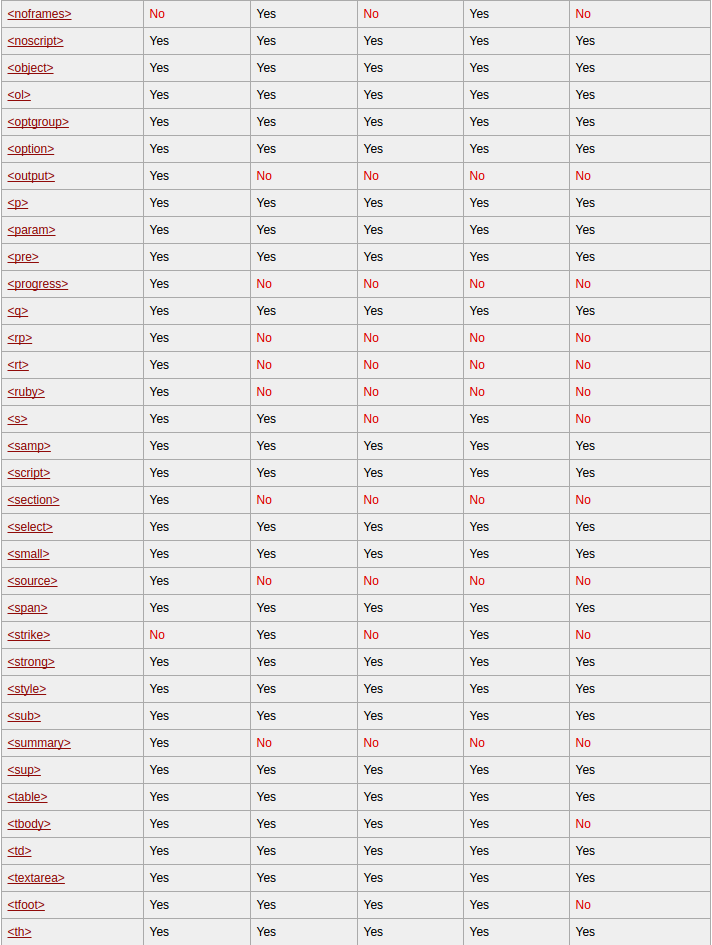 <noframes> No Yes No Yes No
<noscript> Yes Yes Yes Yes Yes
<object> Yes Yes Yes Yes Yes
<ol> Yes Yes Yes Yes Yes
<optgroup> Yes Yes Yes Yes Yes
<option> Yes Yes Yes Yes Yes
<output> Yes No No No No
<p> Yes Yes Yes Yes Yes
<param> Yes Yes Yes Yes Yes
<pre> Yes Yes Yes Yes Yes
<progress> Yes No No No No
<q> Yes Yes Yes Yes Yes
<rp> Yes No No No No
<rt> Yes No No No No
<ruby> Yes No No No No
<s> Yes Yes No Yes No
<samp> Yes Yes Yes Yes Yes
<script> Yes Yes Yes Yes Yes
<section> Yes No No No No
<select> Yes Yes Yes Yes Yes
<small> Yes Yes Yes Yes Yes
<source> Yes No No No No
<span> Yes Yes Yes Yes Yes
<strike> No Yes No Yes No
<strong> Yes Yes Yes Yes Yes
<style> Yes Yes Yes Yes Yes
<sub> Yes Yes Yes Yes Yes
<summary> Yes No No No No
<sup> Yes Yes Yes Yes Yes
<table> Yes Yes Yes Yes Yes
<tbody> Yes Yes Yes Yes No
<td> Yes Yes Yes Yes Yes
<textarea> Yes Yes Yes Yes Yes
<tfoot> Yes Yes Yes Yes No
<th> Yes Yes Yes Yes Yes